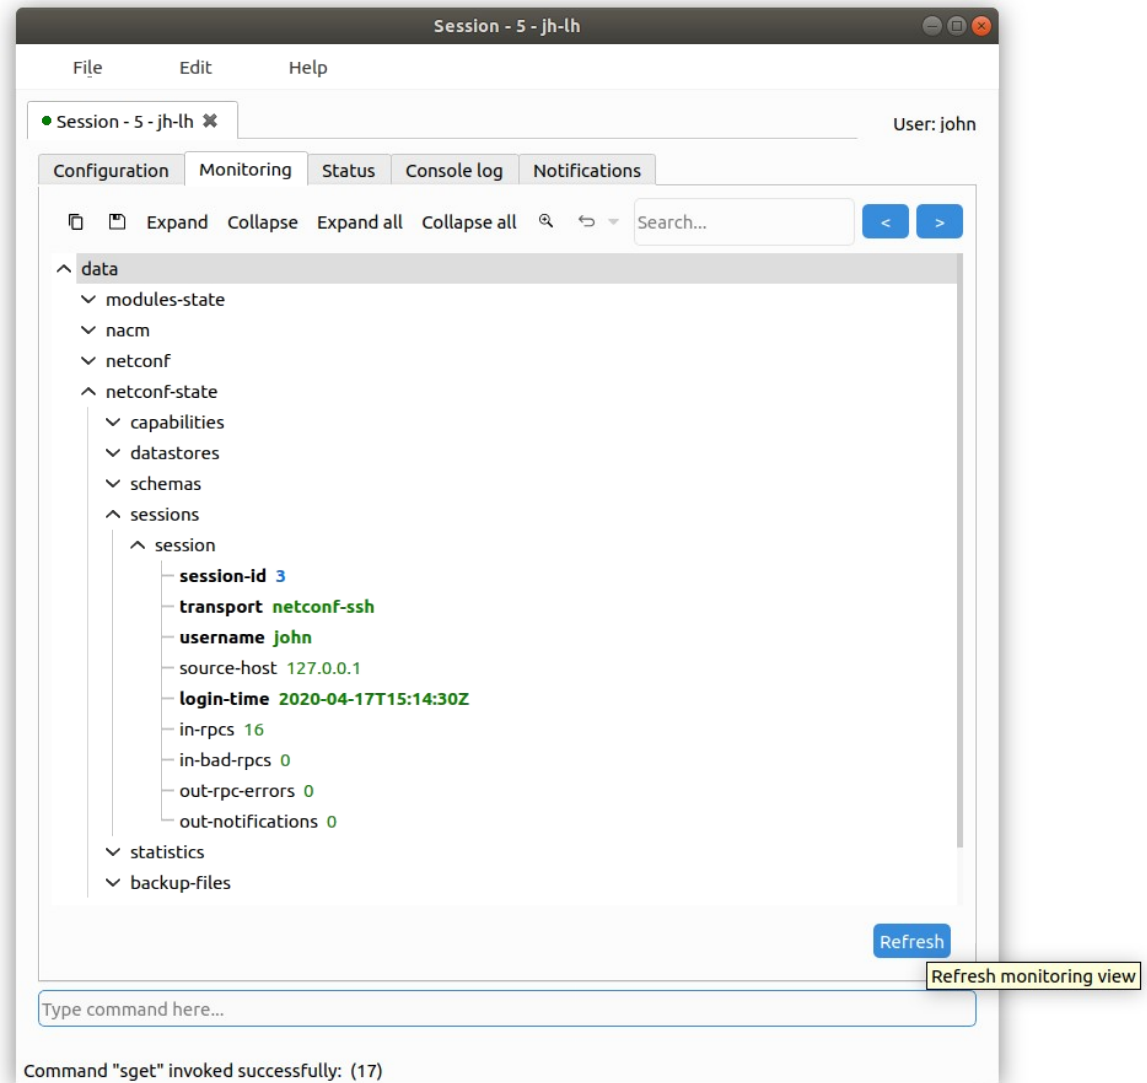 Session - 5 - jh-lh
File Edit Help
Session - 5 - jh-lh
User: john
Configuration Monitoring Status Console log Notifications
Expand Collapse Expand all Collapse all Search... < >
data
modules-state
nacm
netconf
netconf-state
capabilities
datastores
schemas
sessions
session
session-id 3
transport netconf-ssh
username john
source-host 127.0.0.1
login-time 2020-04-17T15:14:30Z
in-rpcs 16
in-bad-rpcs 0
out-rpc-errors 0
out-notifications 0
statistics
backup-files
Refresh
Refresh monitoring view
Type command here...
Command "sget" invoked successfully: (17)